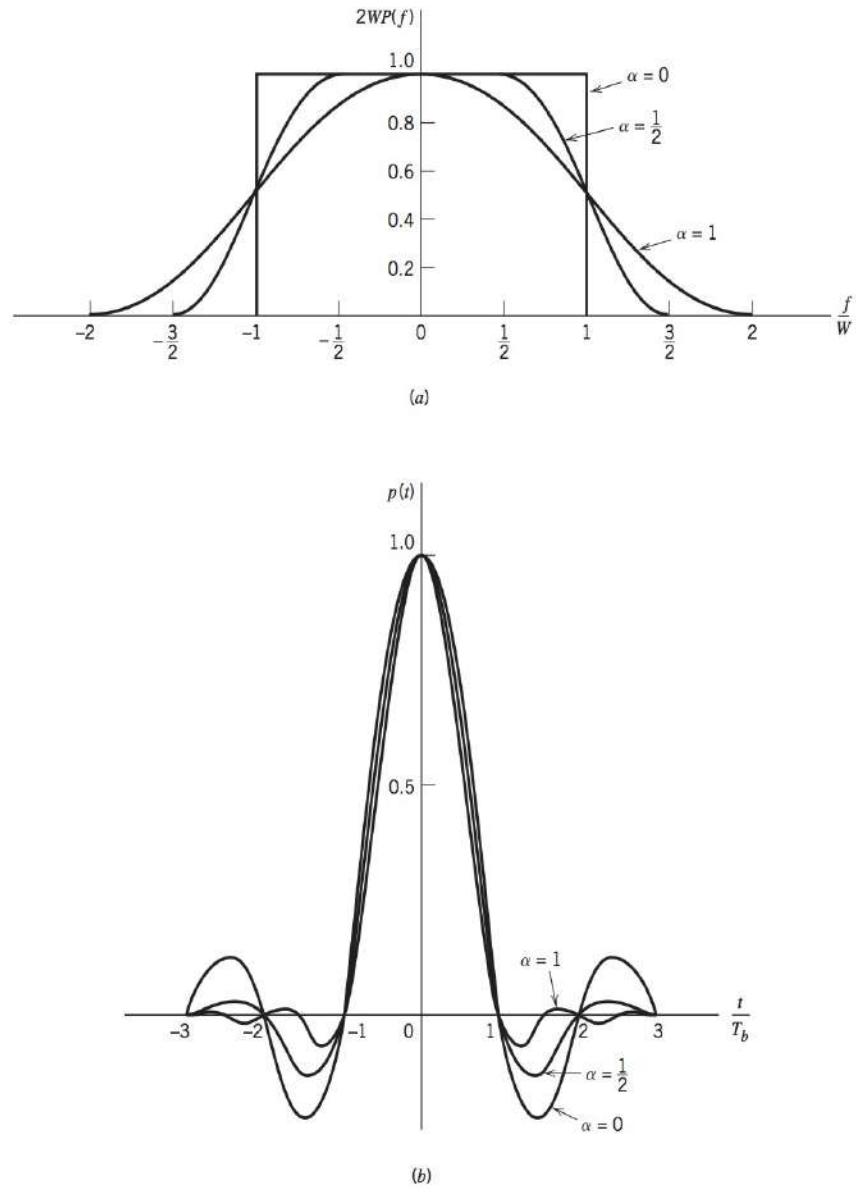 2WP(f)
1.0
α = 0
α = 1/2
0.8
0.6
0.4
α = 1
0.2
f/W
-2 -3/2 -1 -1/2 0 1/2 1 3/2 2
(a)
p(t)
1.0
0.5
α = 1
t/T_b
-3 -2 -1 0 1 2 3
α = 1/2
α = 0
(b)